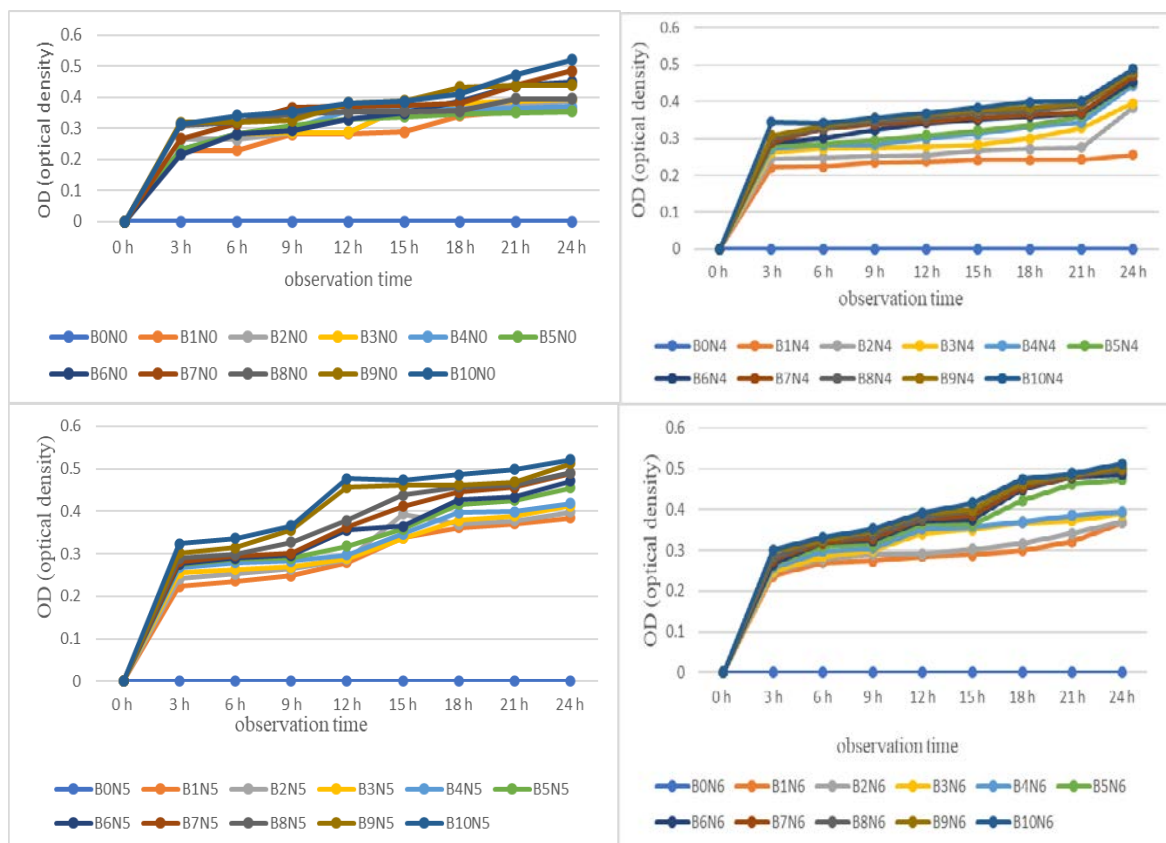 OD (optical density)
0.6
0.5
0.4
0.3
0.2
0.1
0
0 h 3 h 6 h 9 h 12 h 15 h 18 h 21 h 24 h
observation time
B0N0 B1N0 B2N0 B3N0 B4N0 B5N0
B6N0 B7N0 B8N0 B9N0 B10N0
OD (optical density)
0.6
0.5
0.4
0.3
0.2
0.1
0
0 h 3 h 6 h 9 h 12 h 15 h 18 h 21 h 24 h
observation time
B0N4 B1N4 B2N4 B3N4 B4N4 B5N4
B6N4 B7N4 B8N4 B9N4 B10N4
OD (optical density)
0.6
0.5
0.4
0.3
0.2
0.1
0
0 h 3 h 6 h 9 h 12 h 15 h 18 h 21 h 24 h
observation time
B0N5 B1N5 B2N5 B3N5 B4N5 B5N5
B6N5 B7N5 B8N5 B9N5 B10N5
OD (optical density)
0.6
0.5
0.4
0.3
0.2
0.1
0
0 h 3 h 6 h 9 h 12 h 15 h 18 h 21 h 24 h
observation time
B0N6 B1N6 B2N6 B3N6 B4N6 B5N6
B6N6 B7N6 B8N6 B9N6 B10N6